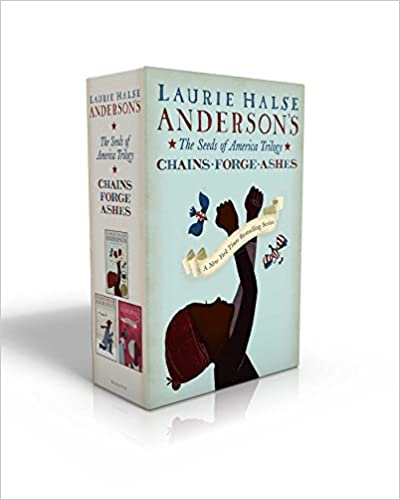 LAURIE HALSE
ANDERSON'S
The Seeds of
America Trilogy
CHAINS
FORGE
ASHES
LAURIE HALSE
ANDERSON'S
The Seeds of America Trilogy
CHAINS·FORGE·ASHES
A New York Times Bestselling Series